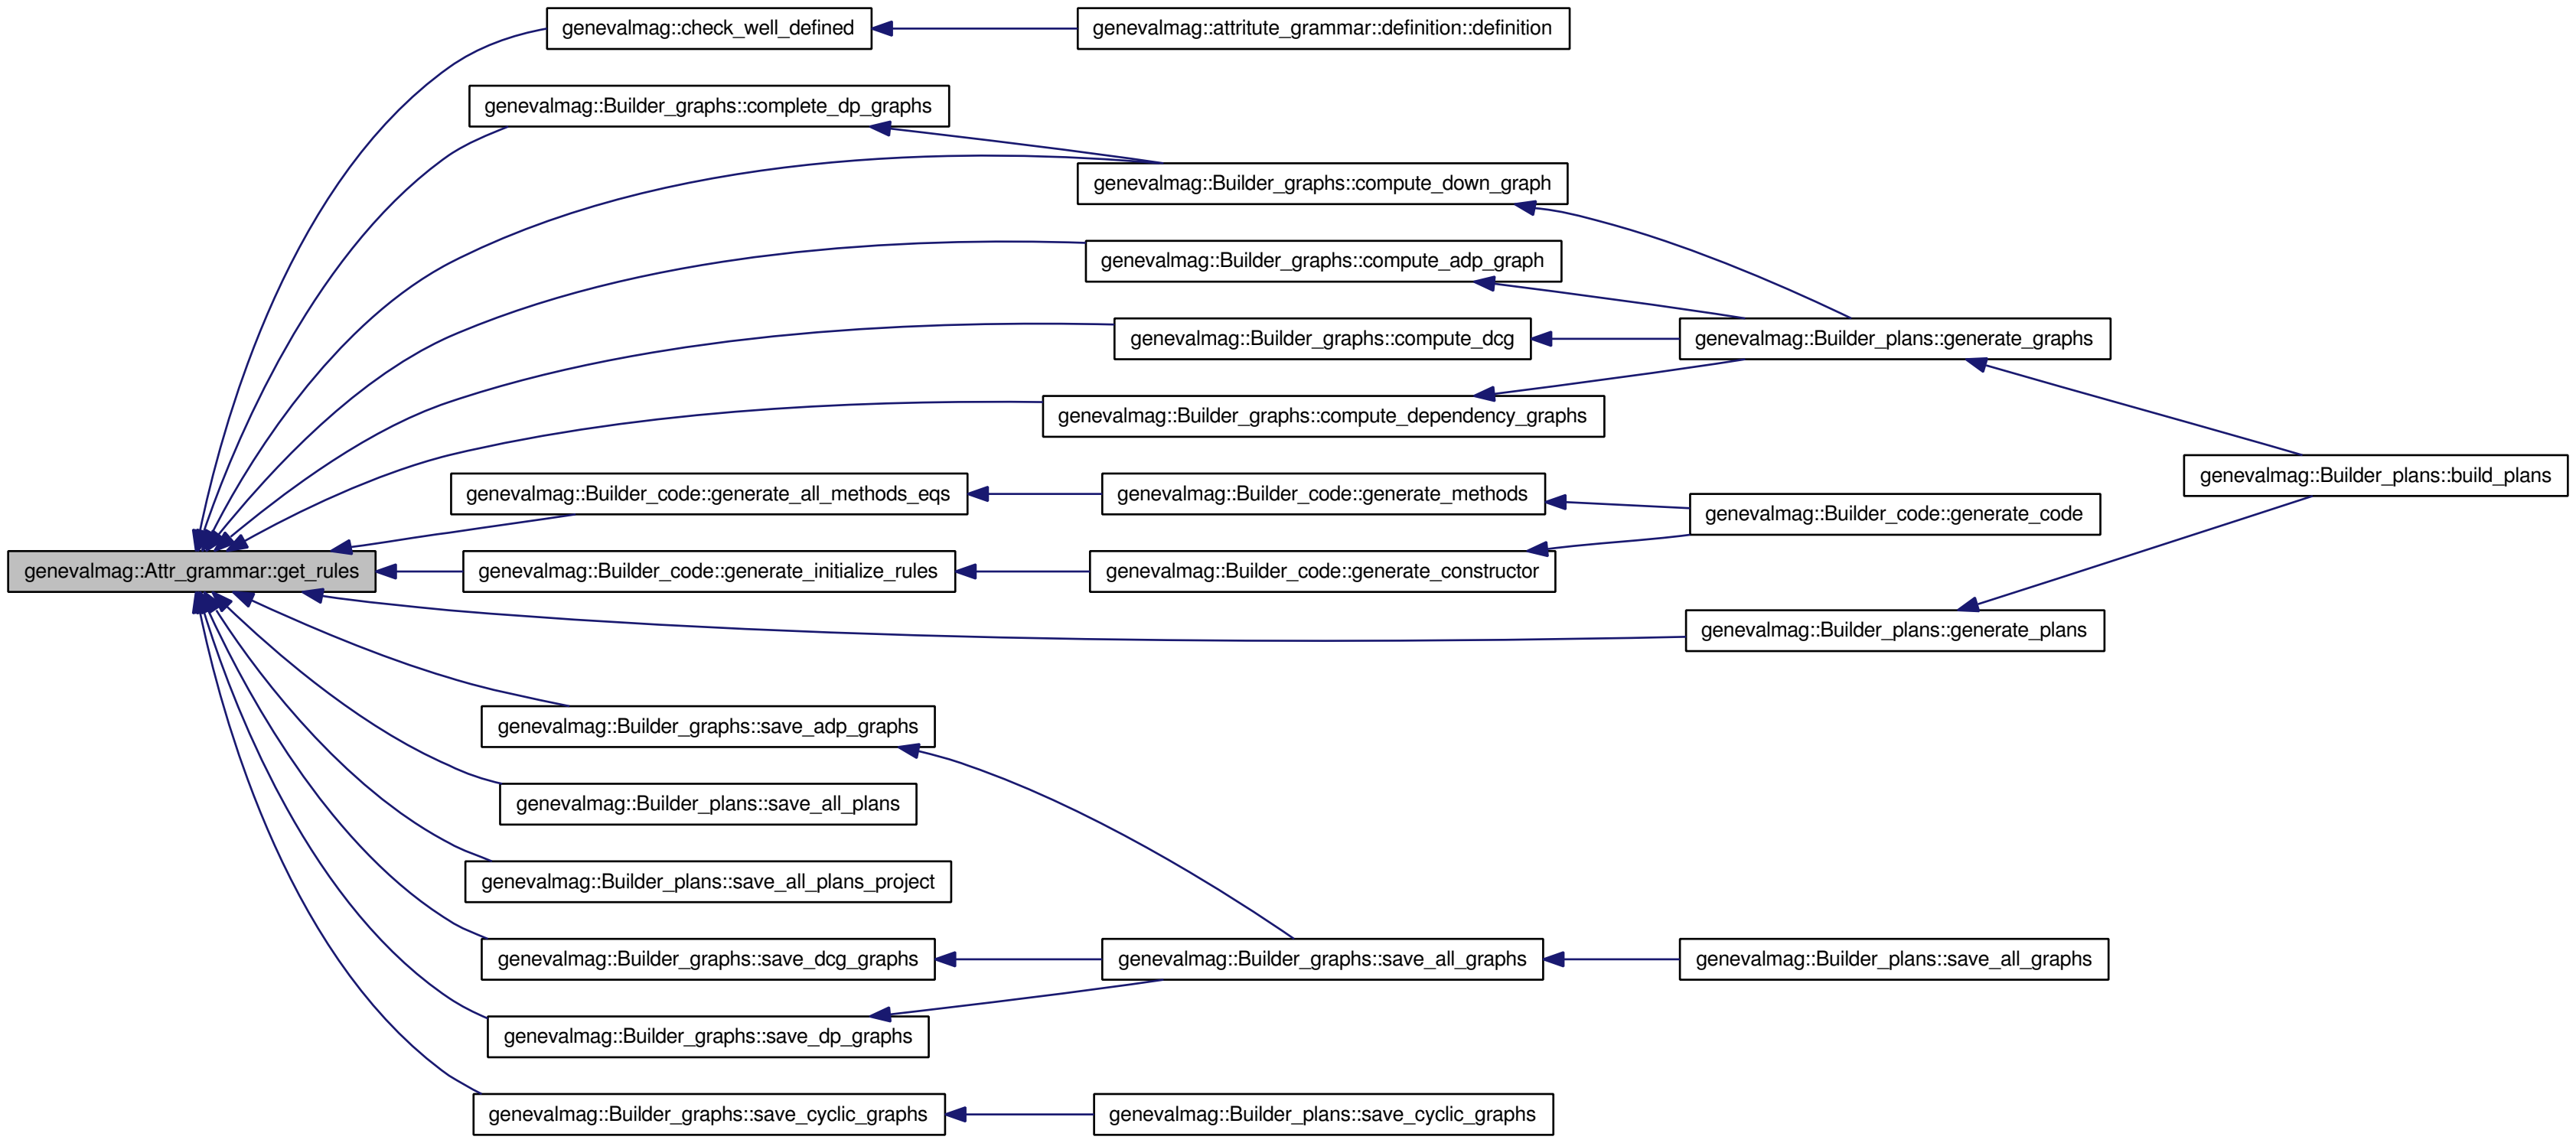 genevalmag::check_well_defined
genevalmag::attritute_grammar::definition::definition
genevalmag::Builder_graphs::complete_dp_graphs
genevalmag::Builder_graphs::compute_down_graph
genevalmag::Builder_graphs::compute_adp_graph
genevalmag::Builder_graphs::compute_dcg
genevalmag::Builder_plans::generate_graphs
genevalmag::Builder_graphs::compute_dependency_graphs
genevalmag::Builder_plans::build_plans
genevalmag::Builder_code::generate_all_methods_eqs
genevalmag::Builder_code::generate_methods
genevalmag::Builder_code::generate_code
genevalmag::Attr_grammar::get_rules
genevalmag::Builder_code::generate_initialize_rules
genevalmag::Builder_code::generate_constructor
genevalmag::Builder_plans::generate_plans
genevalmag::Builder_graphs::save_adp_graphs
genevalmag::Builder_plans::save_all_plans
genevalmag::Builder_plans::save_all_plans_project
genevalmag::Builder_graphs::save_dcg_graphs
genevalmag::Builder_graphs::save_all_graphs
genevalmag::Builder_plans::save_all_graphs
genevalmag::Builder_graphs::save_dp_graphs
genevalmag::Builder_graphs::save_cyclic_graphs
genevalmag::Builder_plans::save_cyclic_graphs